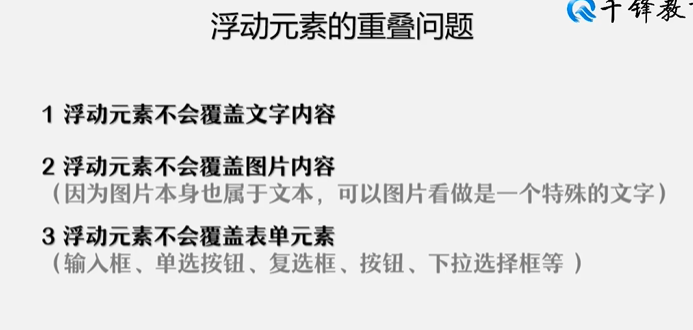 浮动元素的重叠问题
千锋教
1 浮动元素不会覆盖文字内容
2 浮动元素不会覆盖图片内容
（因为图片本身也属于文本，可以图片看做是一个特殊的文字）
3 浮动元素不会覆盖表单元素
（输入框、单选按钮、复选框、按钮、下拉选择框等 ）